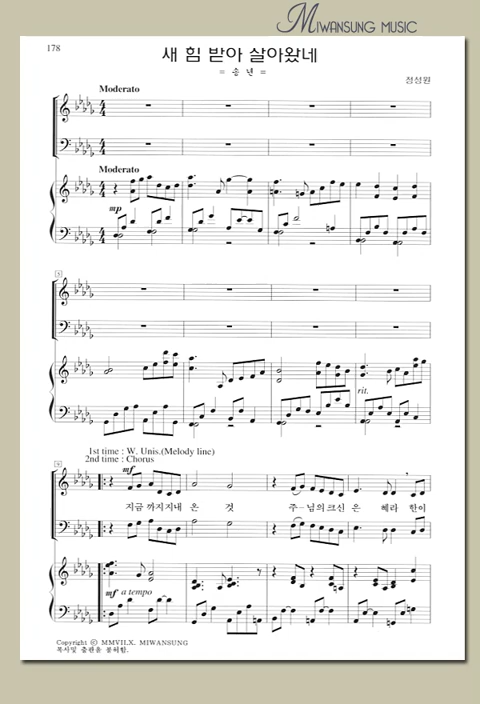 MIWANSUNG MUSIC
178
새 힘 받아 살아왔네
= 송 년 =
정성원
Moderato
Moderato
mp
5
rit.
9
1st time : W. Unis.(Melody line)
2nd time : Chorus
mf
지금 까지지내 온 것 주-님의크신 은 혜라 한이
mf a tempo
Copyright ⓒ MMVII.X. MIWANSUNG
복사및 출판을 불허함.